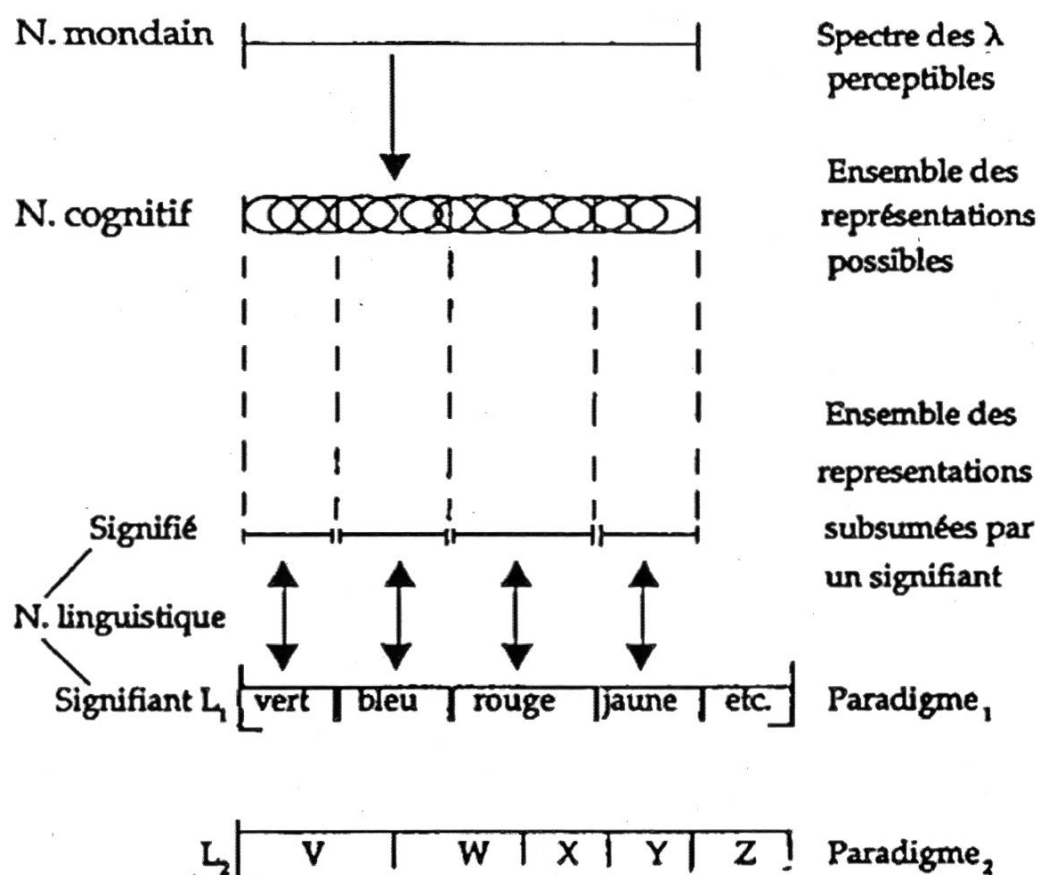 N. mondain
Spectre des λ
perceptibles
N. cognitif
Ensemble des
représentations
possibles
Ensemble des
representations
subsumées par
un signifiant
Signifié
N. linguistique
Signifiant L₁
vert bleu rouge jaune etc.
Paradigme₁
L₂
V W X Y Z
Paradigme₂